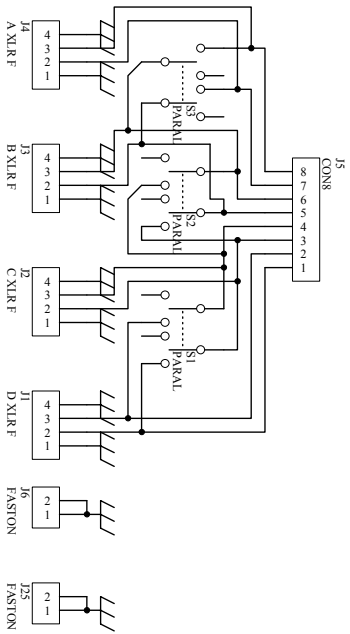 J4
A XLR F
4
3
2
1
J3
B XLR F
4
3
2
1
J2
C XLR F
4
3
2
1
J1
D XLR F
4
3
2
1
J6
FASTON
2
1
J25
FASTON
2
1
S3
PARAL
S2
PARAL
S1
PARAL
J5
CON8
8
7
6
5
4
3
2
1